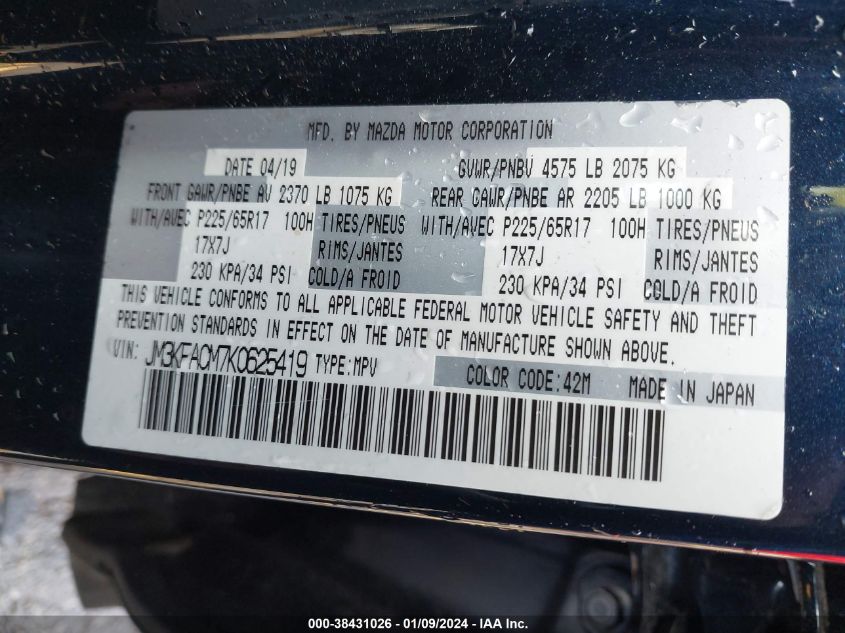 MFD. BY MAZDA MOTOR CORPORATION
DATE 04/19 GVWR/PNBV 4575 LB 2075 KG
FRONT GAWR/PNBE AV 2370 LB 1075 KG REAR GAWR/PNBE AR 2205 LB 1000 KG
WITH/AVEC P225/65R17 100H TIRES/PNEUS WITH/AVEC P225/65R17 100H TIRES/PNEUS
17X7J RIMS/JANTES 17X7J RIMS/JANTES
230 KPA/34 PSI COLD/A FROID 230 KPA/34 PSI COLD/A FROID
THIS VEHICLE CONFORMS TO ALL APPLICABLE FEDERAL MOTOR VEHICLE SAFETY AND THEFT
PREVENTION STANDARDS IN EFFECT ON THE DATE OF MANUFACTURE SHOWN ABOVE.
VIN: JM3KFACM7K0625419 TYPE:MPV COLOR CODE:42M MADE IN JAPAN
000-38431026 - 01/09/2024 - IAA Inc.